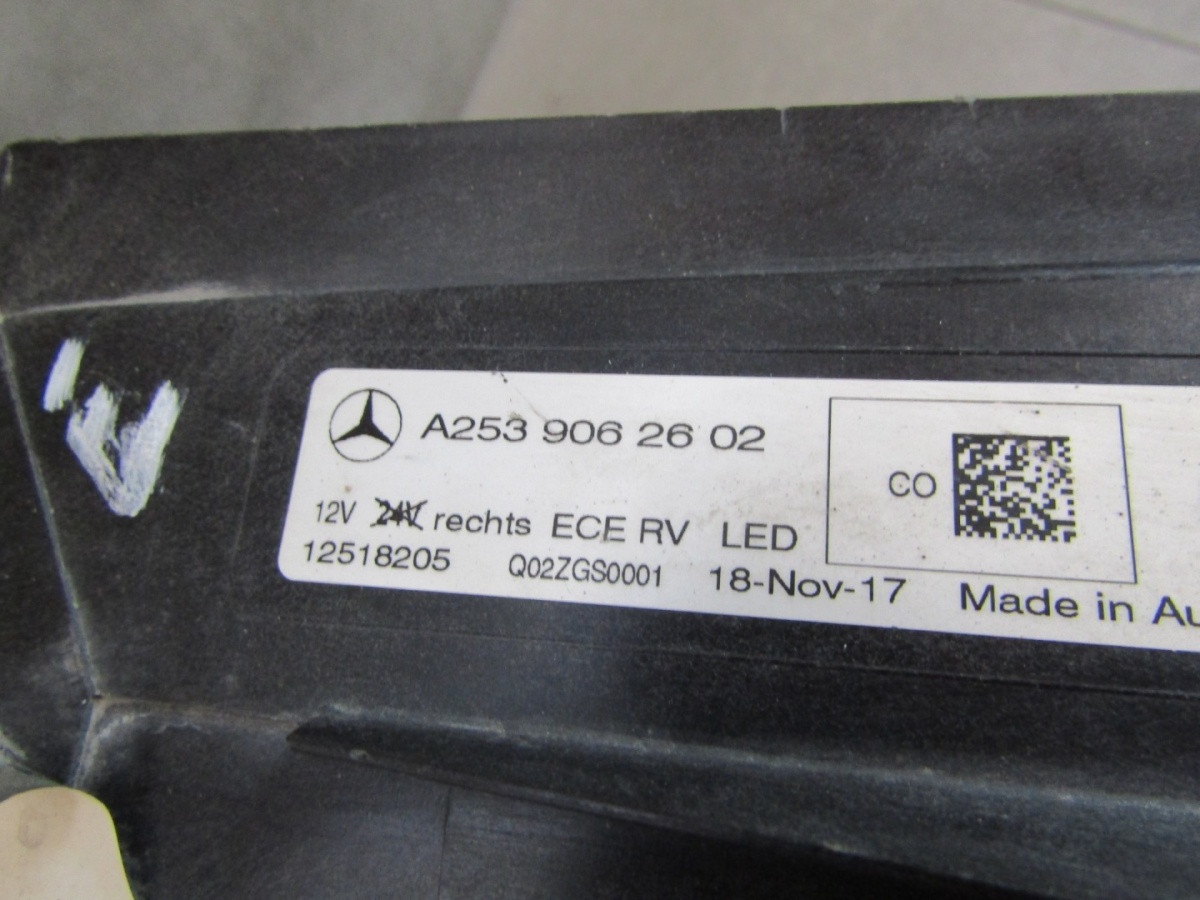 A253 906 26 02
CO
12V 24V rechts ECE RV LED
12518205 Q02ZGS0001 18-Nov-17 Made in Au